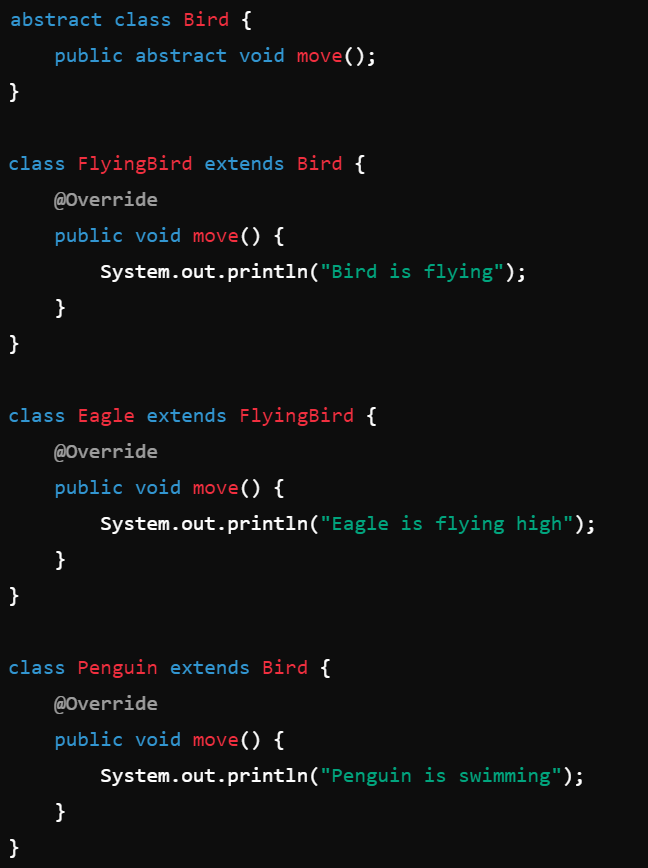 abstract class Bird {
    public abstract void move();
}
class FlyingBird extends Bird {
    @Override
    public void move() {
        System.out.println("Bird is flying");
    }
}
class Eagle extends FlyingBird {
    @Override
    public void move() {
        System.out.println("Eagle is flying high");
    }
}
class Penguin extends Bird {
    @Override
    public void move() {
        System.out.println("Penguin is swimming");
    }
}